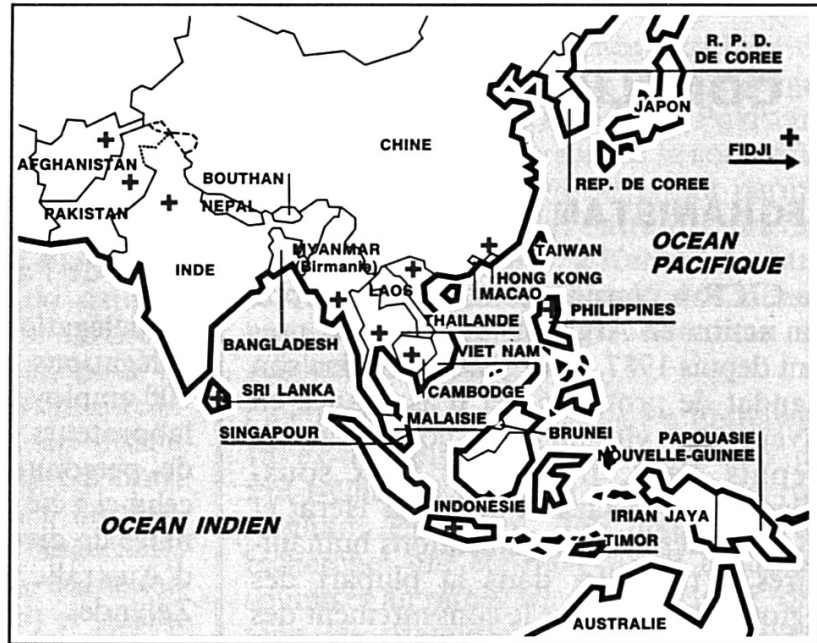 R. P. D.
DE COREE
JAPON
CHINE
AFGHANISTAN
FIDJI
BOUTHAN
REP. DE COREE
PAKISTAN
NEPAL
MYANMAR
(Birmanie)
TAIWAN
OCEAN
PACIFIQUE
INDE
HONG KONG
LAOS
MACAO
THAILANDE
PHILIPPINES
BANGLADESH
VIET NAM
SRI LANKA
CAMBODGE
MALAISIE
SINGAPOUR
BRUNEI
PAPOUASIE
NOUVELLE-GUINEE
INDONESIE
OCEAN INDIEN
IRIAN JAYA
TIMOR
AUSTRALIE